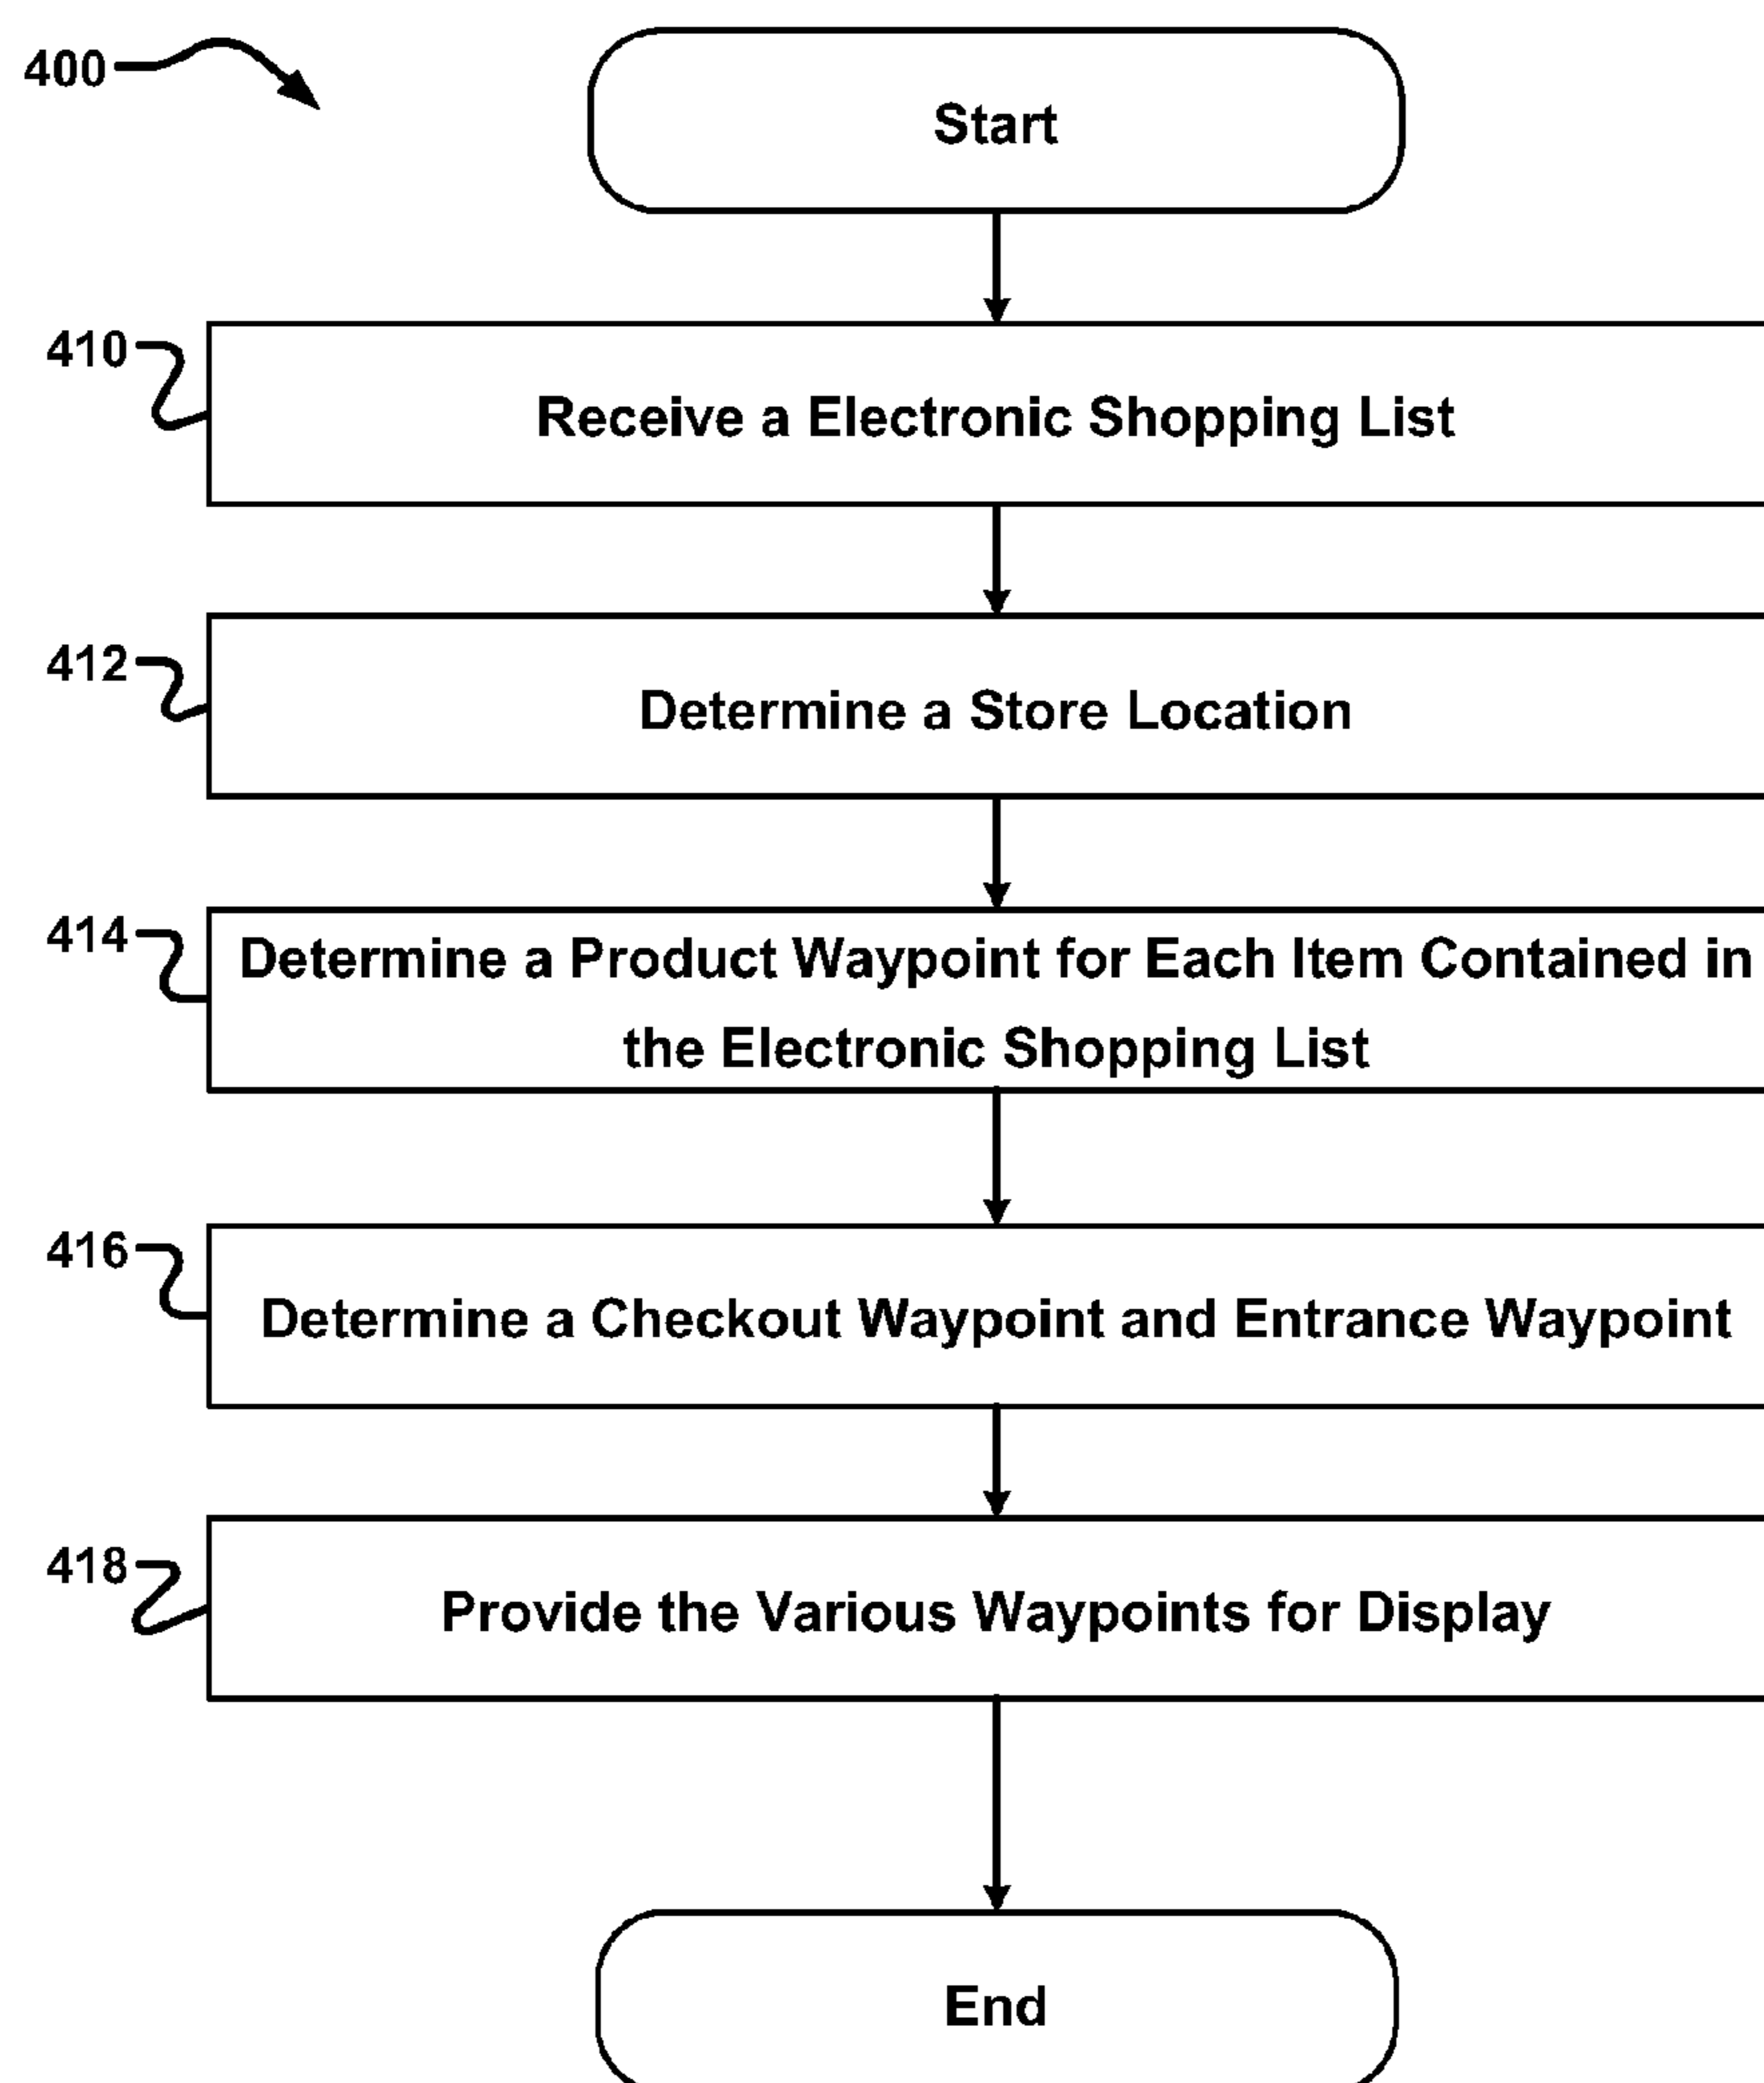 400
Start
410
Receive a Electronic Shopping List
412
Determine a Store Location
414
Determine a Product Waypoint for Each Item Contained in
the Electronic Shopping List
416
Determine a Checkout Waypoint and Entrance Waypoint
418
Provide the Various Waypoints for Display
End